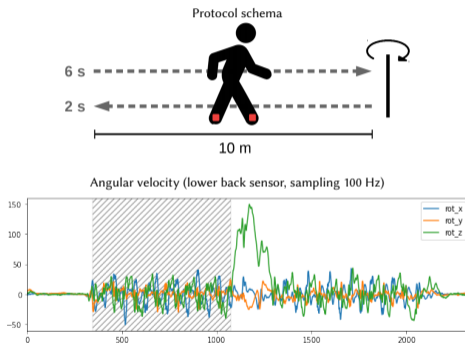 Protocol schema
6 s
2 s
10 m
Angular velocity (lower back sensor, sampling 100 Hz)
150
100
50
0
−50
rot_x
rot_y
rot_z
0
500
1000
1500
2000